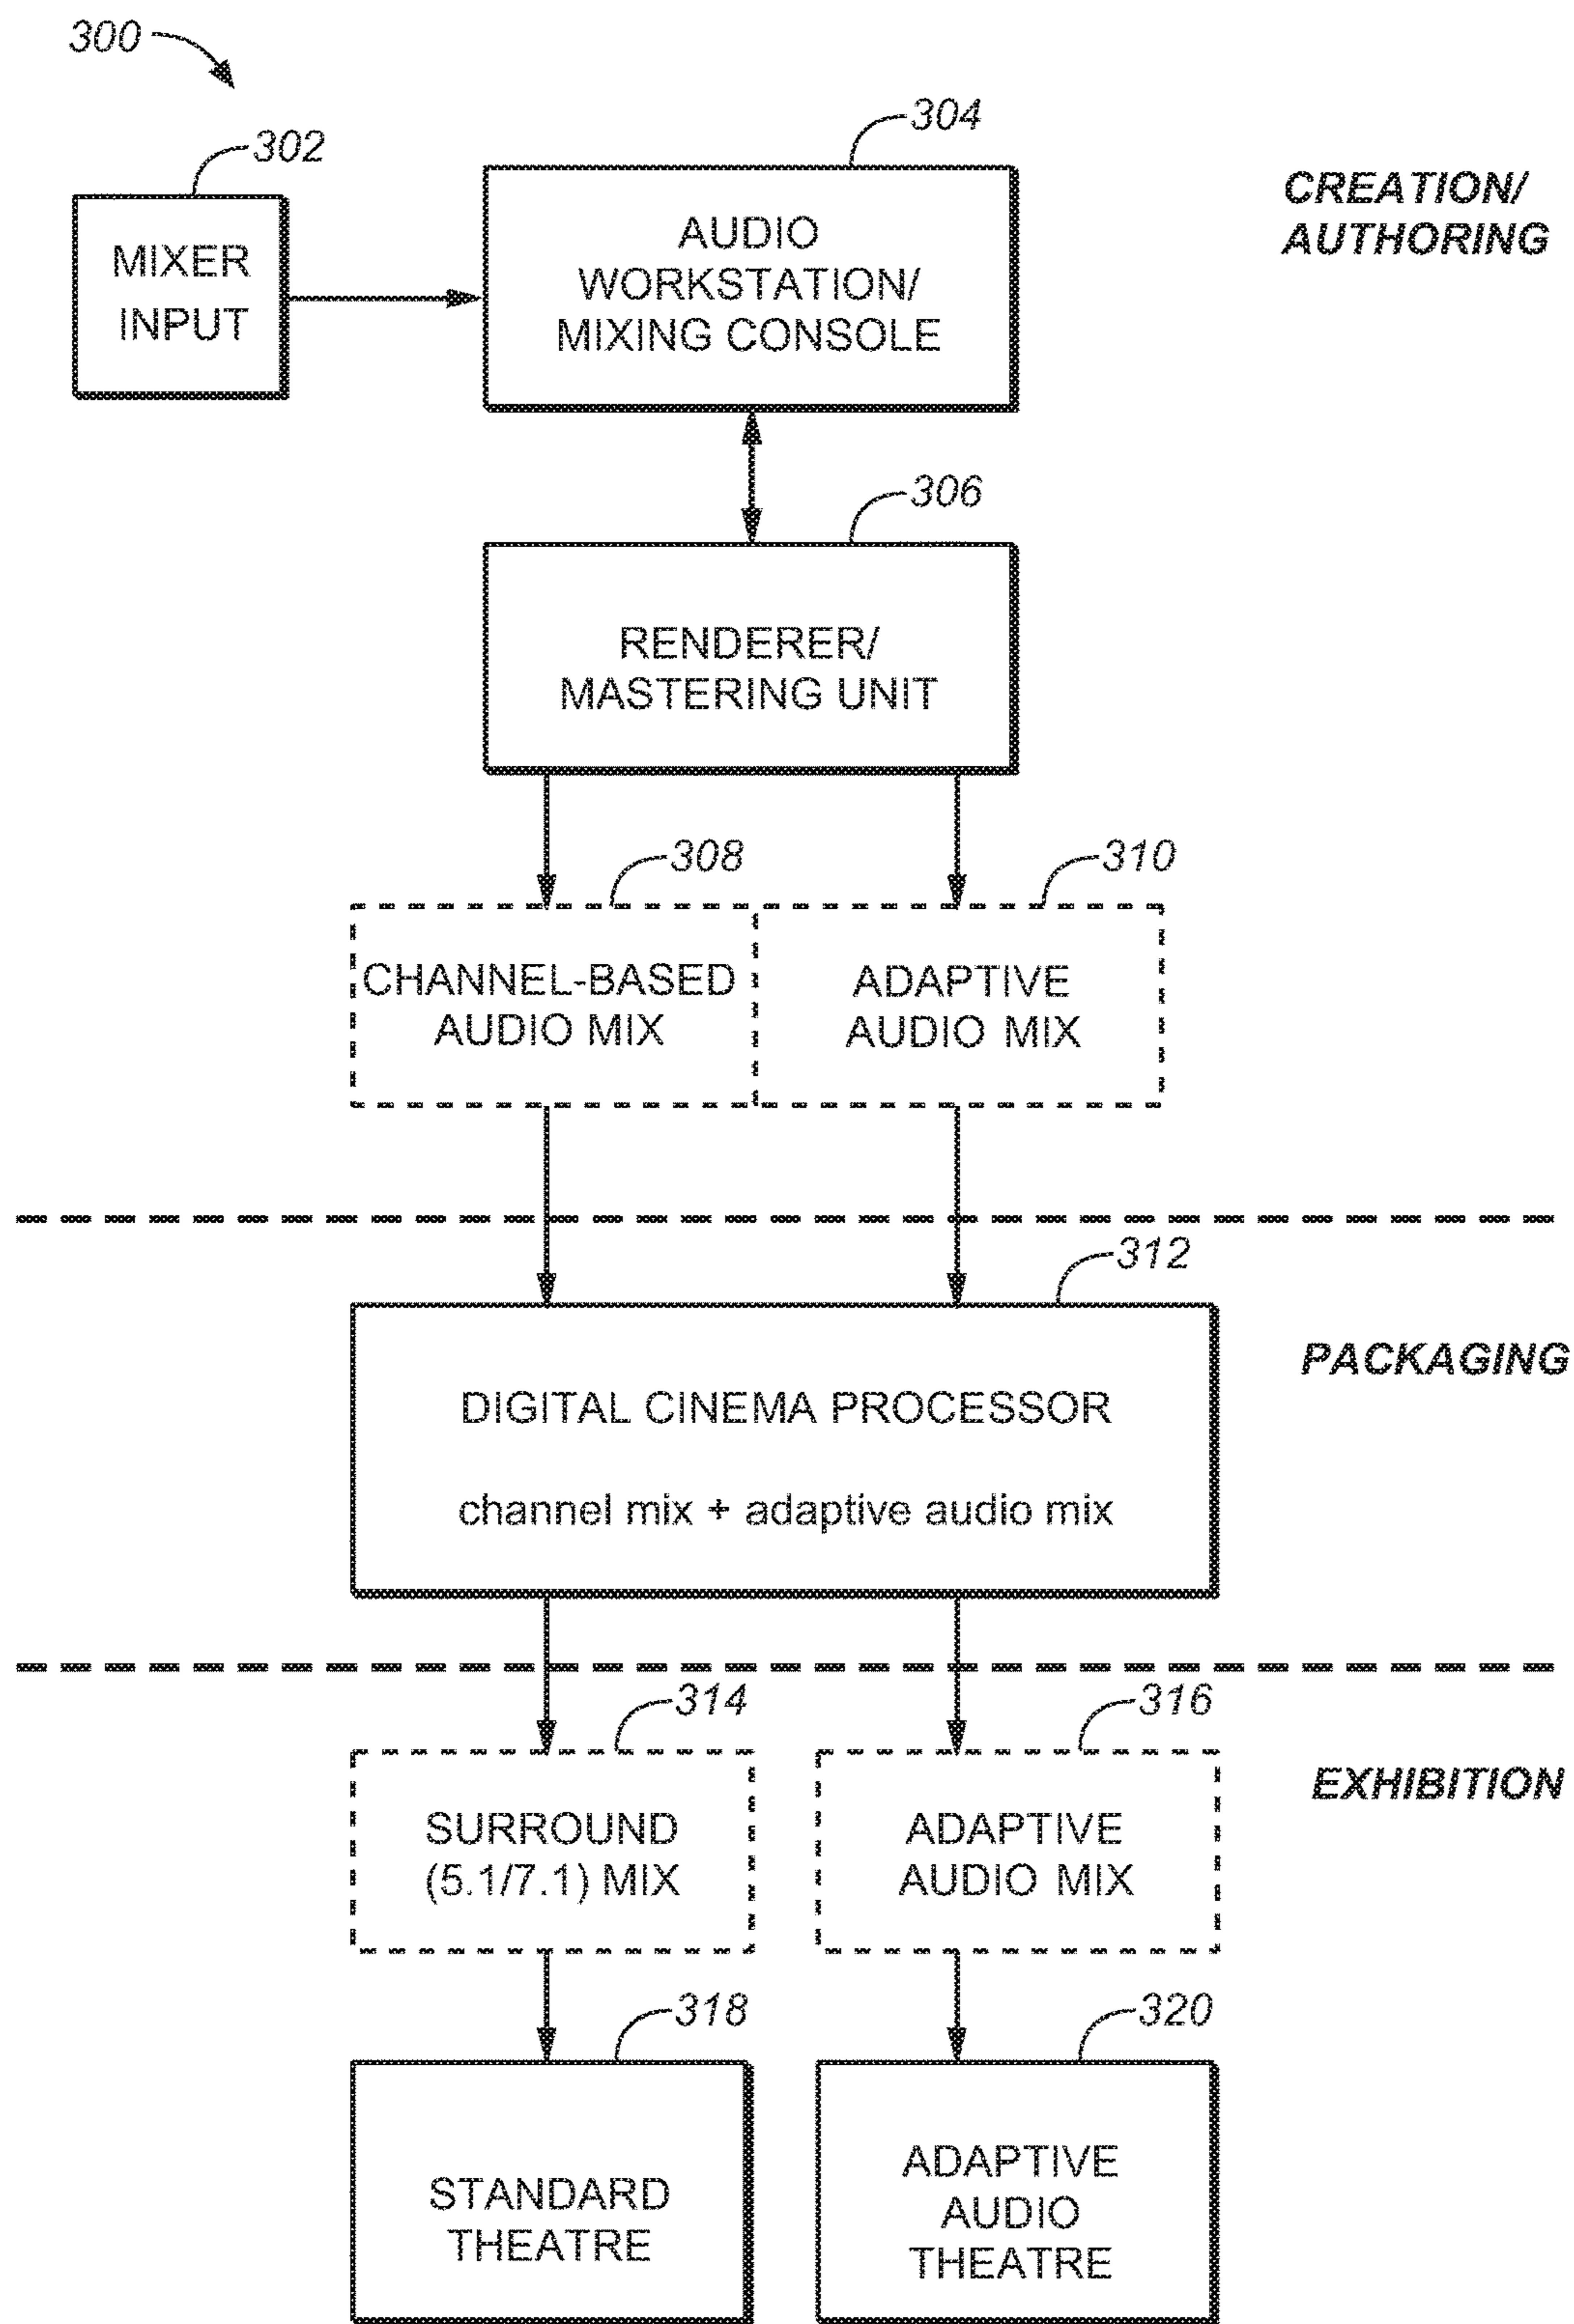 300
302
304
MIXER
INPUT
AUDIO
WORKSTATION/
MIXING CONSOLE
CREATION/
AUTHORING
306
RENDERER/
MASTERING UNIT
308
310
CHANNEL-BASED
AUDIO MIX
ADAPTIVE
AUDIO MIX
312
DIGITAL CINEMA PROCESSOR
channel mix + adaptive audio mix
PACKAGING
314
316
SURROUND
(5.1/7.1) MIX
ADAPTIVE
AUDIO MIX
EXHIBITION
318
320
STANDARD
THEATRE
ADAPTIVE
AUDIO
THEATRE